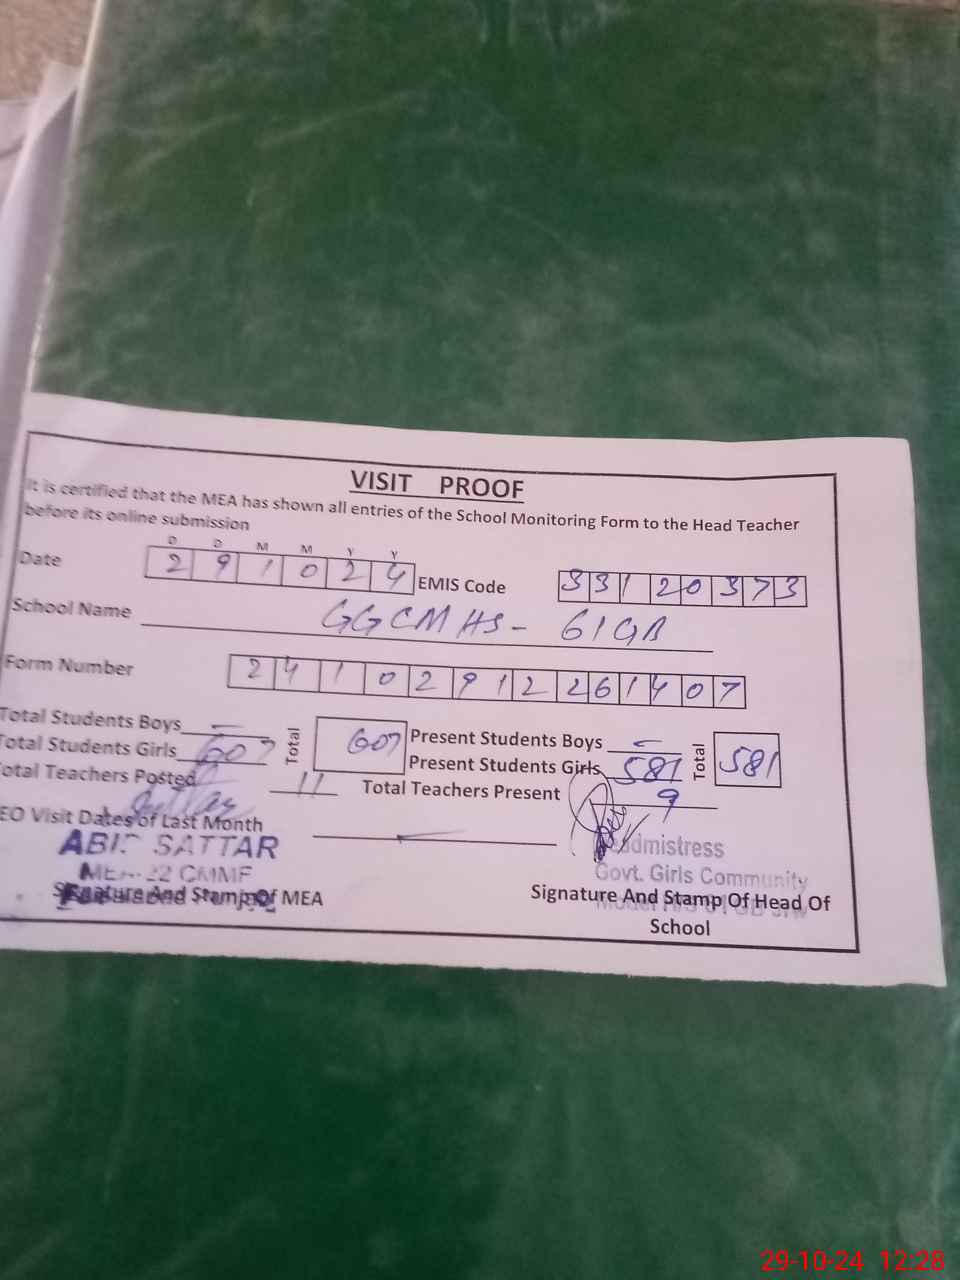 VISIT PROOF
It is certified that the MEA has shown all entries of the School Monitoring Form to the Head Teacher
before its online submission
D D M M Y Y
Date 2 9 1 0 2 4 EMIS Code 3 3 1 2 0 3 7 3
School Name GGCMHS - 61 GB
Form Number 2 4 1 0 2 9 1 2 2 6 1 4 0 7
Total Students Boys - Total 607 Present Students Boys - Total 581
Total Students Girls 607 Present Students Girls 581
otal Teachers Posted 11 Total Teachers Present 9
EO Visit Dates of Last Month -
ABID SATTAR
MEA-22 CMMF
Signature And Stamp Of MEA
Headmistress
Govt. Girls Community
Signature And Stamp Of Head Of
School
29-10-24 12:28